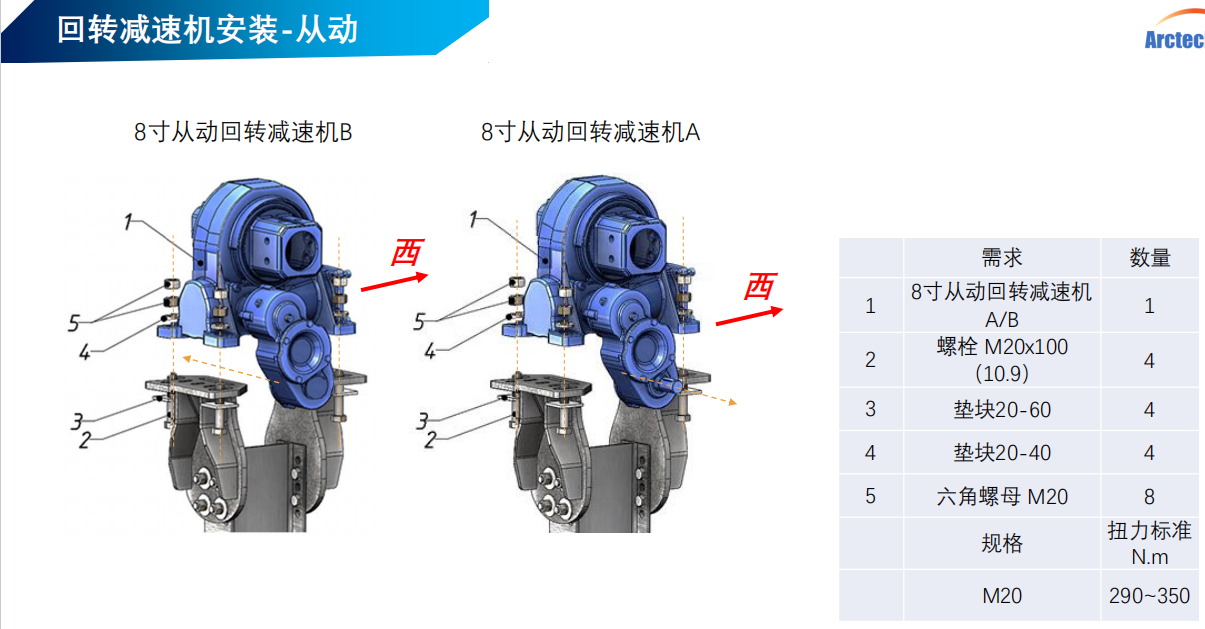 回转减速机安装-从动
Arctec
8寸从动回转减速机B
8寸从动回转减速机A
1
西
5
4
3
2
1
西
5
4
3
2
需求 数量
1 8寸从动回转减速机 A/B 1
2 螺栓 M20x100 (10.9) 4
3 垫块20-60 4
4 垫块20-40 4
5 六角螺母 M20 8
规格 扭力标准 N.m
M20 290~350